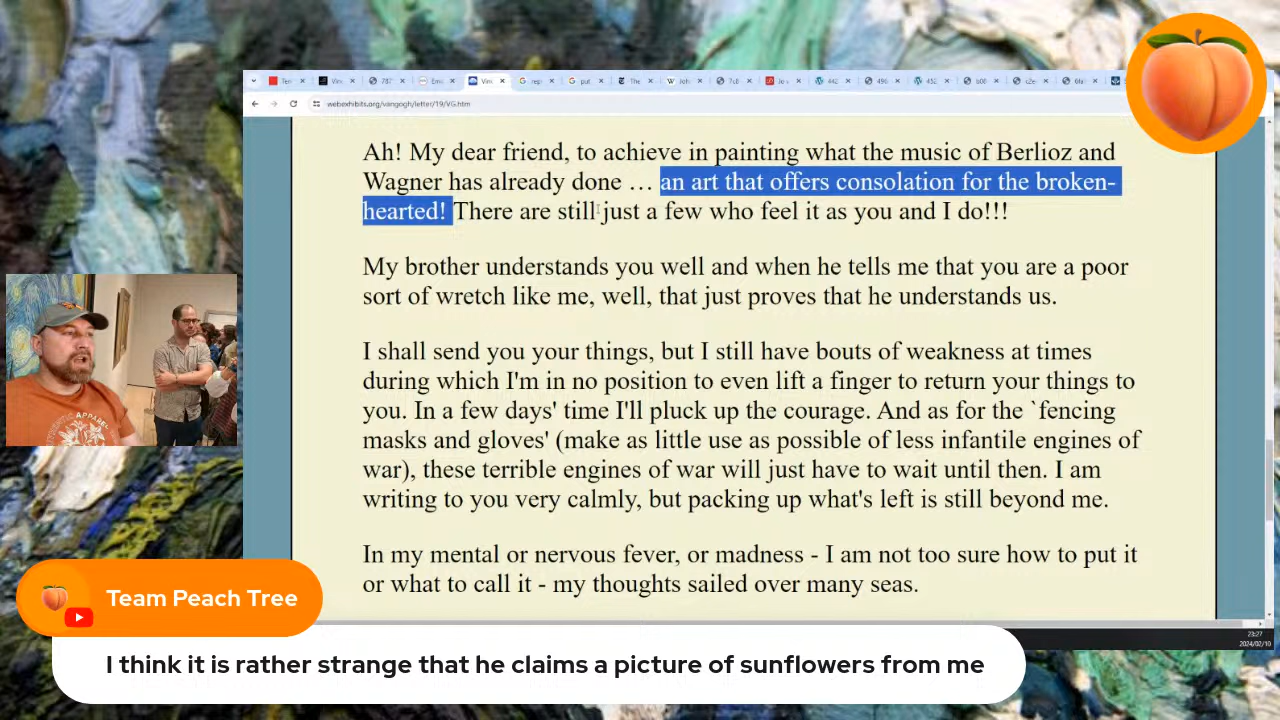 webexhibits.org/vangogh/letter/19/VG.htm
Ah! My dear friend, to achieve in painting what the music of Berlioz and
Wagner has already done … an art that offers consolation for the broken-
hearted! There are still just a few who feel it as you and I do!!!
My brother understands you well and when he tells me that you are a poor
sort of wretch like me, well, that just proves that he understands us.
I shall send you your things, but I still have bouts of weakness at times
during which I'm in no position to even lift a finger to return your things to
you. In a few days' time I'll pluck up the courage. And as for the `fencing
masks and gloves' (make as little use as possible of less infantile engines of
war), these terrible engines of war will just have to wait until then. I am
writing to you very calmly, but packing up what's left is still beyond me.
In my mental or nervous fever, or madness - I am not too sure how to put it
or what to call it - my thoughts sailed over many seas.
APPAREL
23:27
2024/02/10
Team Peach Tree
I think it is rather strange that he claims a picture of sunflowers from me